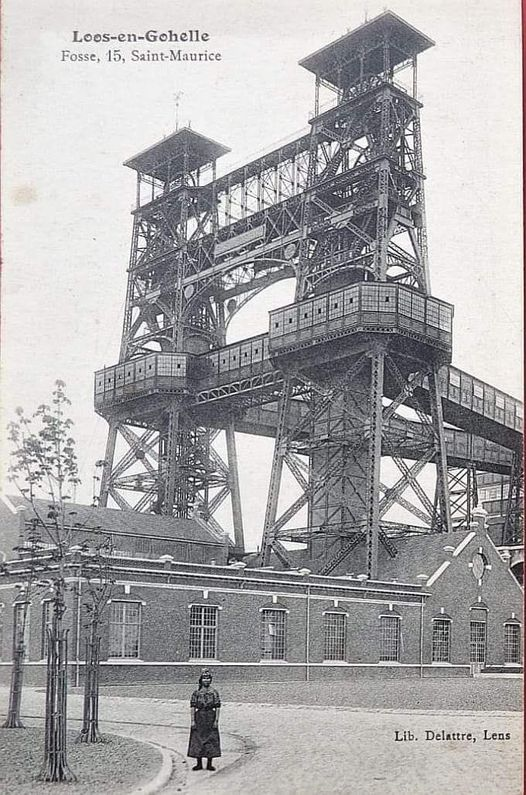 Loos-en-Gohelle
Fosse, 15, Saint-Maurice
Lib. Delattre, Lens